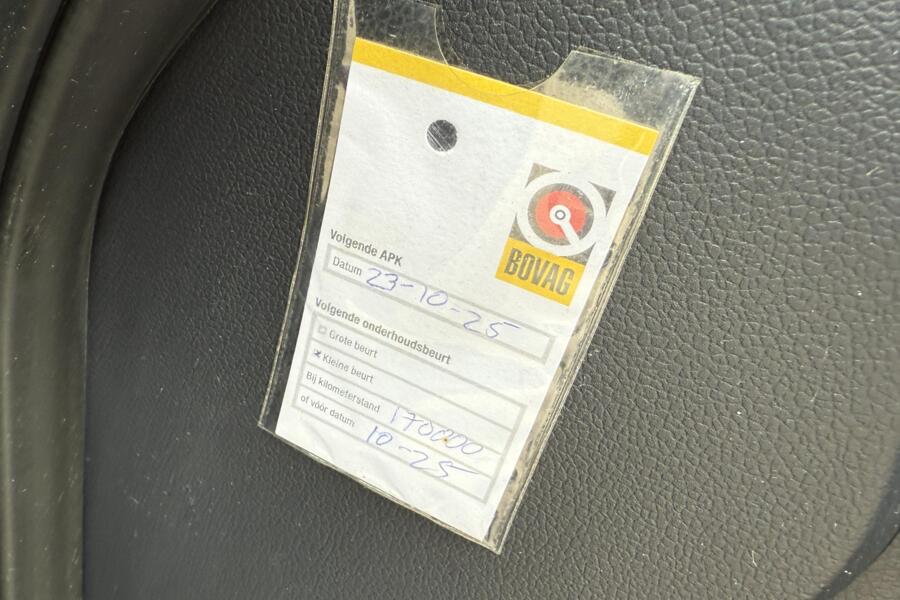 BOVAG
Volgende APK
Datum 23-10-25
Volgende onderhoudsbeurt
Grote beurt
x Kleine beurt
Bij kilometerstand 170000
of vóór datum 10-25